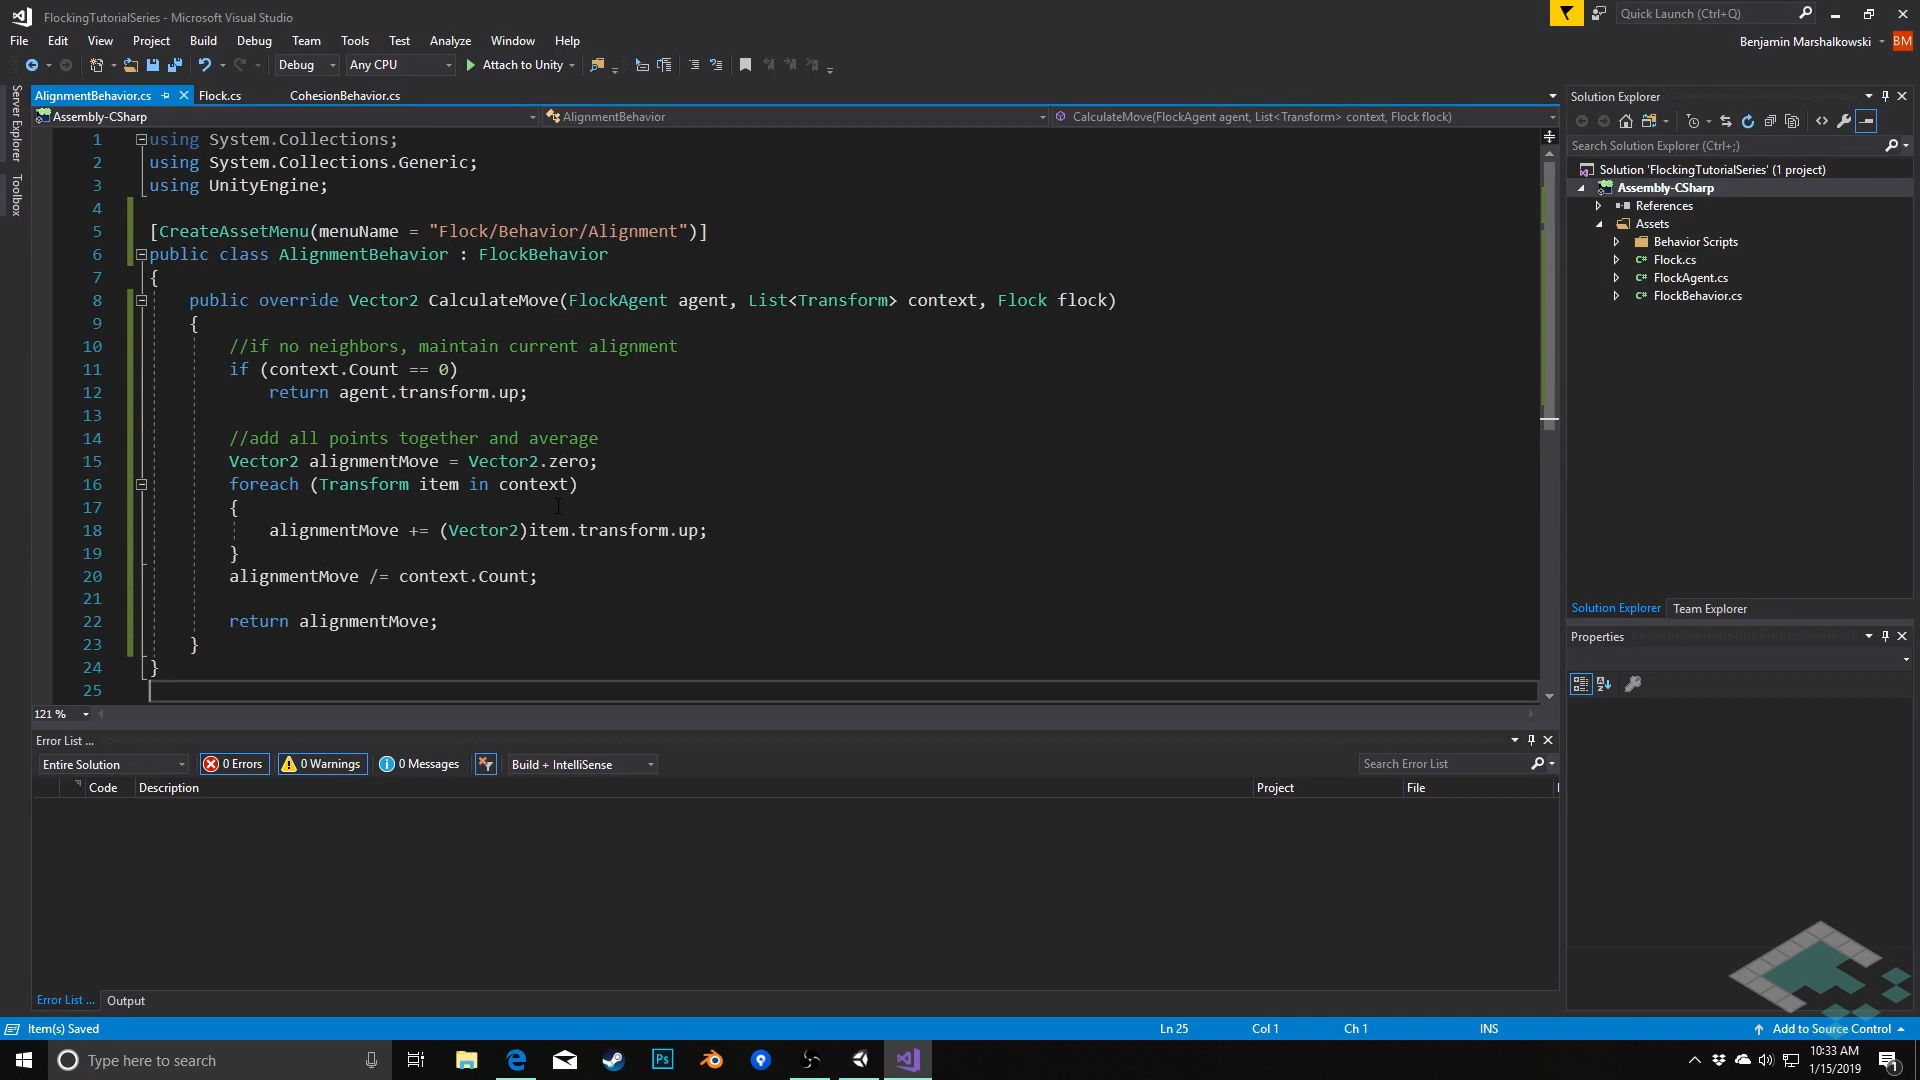 FlockingTutorialSeries - Microsoft Visual Studio
Quick Launch (Ctrl+Q)
File Edit View Project Build Debug Team Tools Test Analyze Window Help
Benjamin Marshalkowski BM
Debug Any CPU Attach to Unity
Server Explorer
Toolbox
AlignmentBehavior.cs Flock.cs CohesionBehavior.cs
Assembly-CSharp AlignmentBehavior CalculateMove(FlockAgent agent, List<Transform> context, Flock flock)
1 using System.Collections;
2 using System.Collections.Generic;
3 using UnityEngine;
4
5 [CreateAssetMenu(menuName = "Flock/Behavior/Alignment")]
6 public class AlignmentBehavior : FlockBehavior
7 {
8 public override Vector2 CalculateMove(FlockAgent agent, List<Transform> context, Flock flock)
9 {
10 //if no neighbors, maintain current alignment
11 if (context.Count == 0)
12 return agent.transform.up;
13
14 //add all points together and average
15 Vector2 alignmentMove = Vector2.zero;
16 foreach (Transform item in context)
17 {
18 alignmentMove += (Vector2)item.transform.up;
19 }
20 alignmentMove /= context.Count;
21
22 return alignmentMove;
23 }
24 }
25
121 %
Solution Explorer
Search Solution Explorer (Ctrl+;)
Solution 'FlockingTutorialSeries' (1 project)
Assembly-CSharp
References
Assets
Behavior Scripts
C# Flock.cs
C# FlockAgent.cs
C# FlockBehavior.cs
Solution Explorer Team Explorer
Properties
Error List ...
Entire Solution 0 Errors 0 Warnings 0 Messages Build + IntelliSense Search Error List
Code Description Project File
Error List ... Output
Item(s) Saved Ln 25 Col 1 Ch 1 INS Add to Source Control
Type here to search Ps 10:33 AM
1/15/2019 1